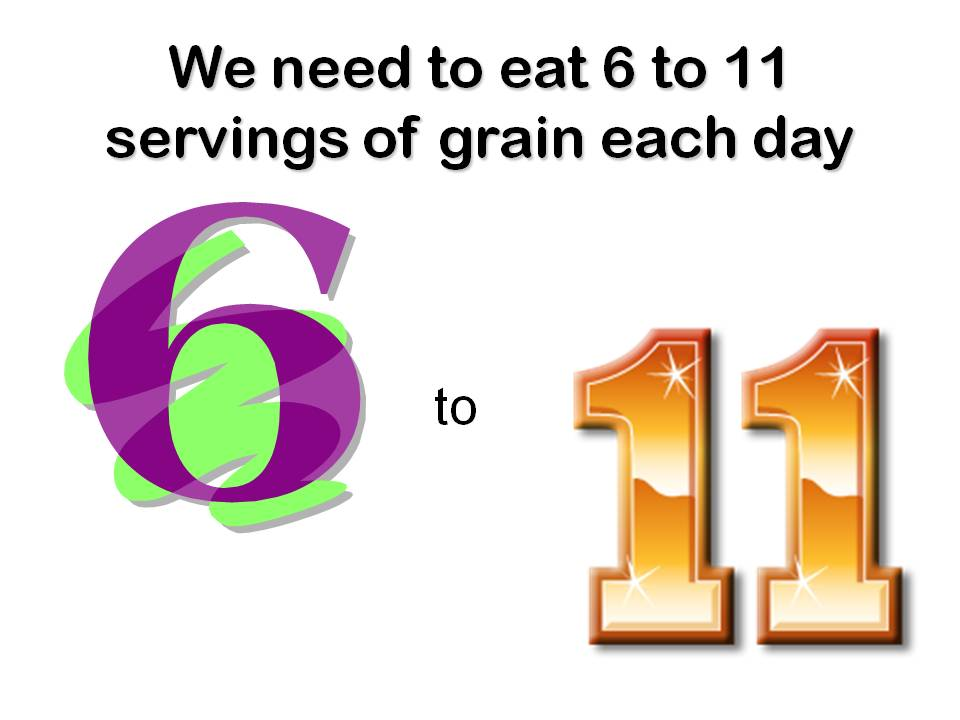 We need to eat 6 to 11
servings of grain each day
6
to
11